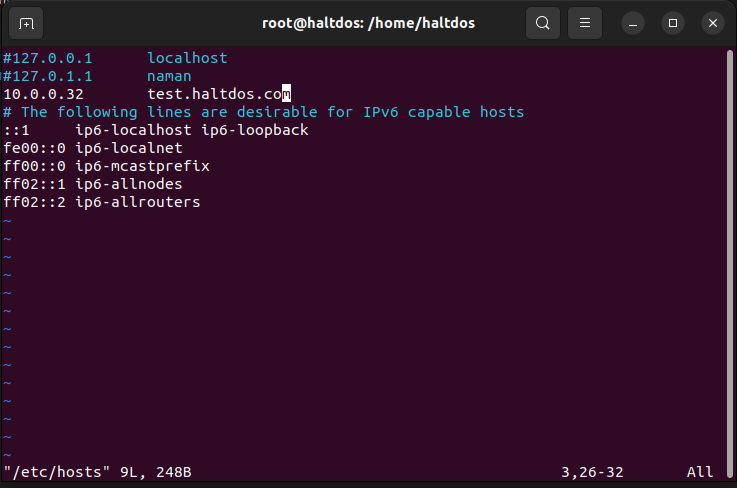 root@haltdos: /home/haltdos
#127.0.0.1      localhost
#127.0.1.1      naman
10.0.0.32       test.haltdos.com
# The following lines are desirable for IPv6 capable hosts
::1     ip6-localhost ip6-loopback
fe00::0 ip6-localnet
ff00::0 ip6-mcastprefix
ff02::1 ip6-allnodes
ff02::2 ip6-allrouters
~
~
~
~
~
~
~
~
~
~
~
~
~
~
"/etc/hosts" 9L, 248B                                         3,26-32       All